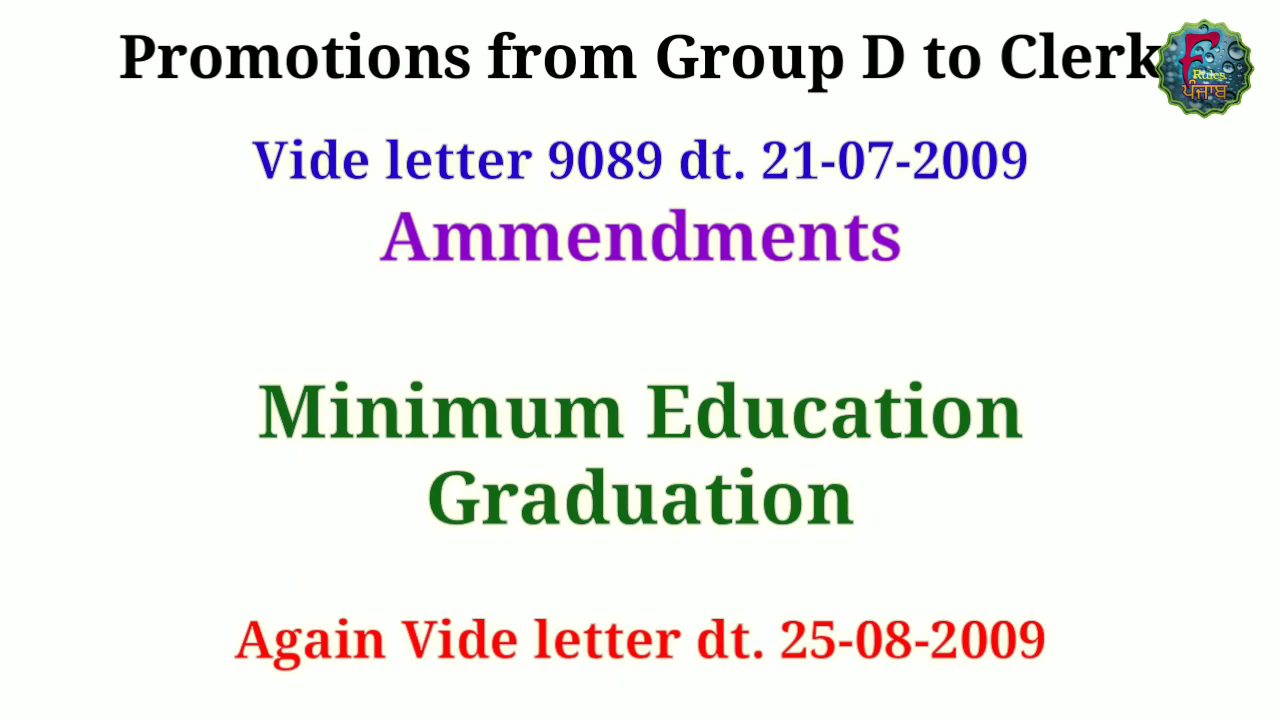 Promotions from Group D to Clerk
F
Rules
ਪੰਜਾਬ
Vide letter 9089 dt. 21-07-2009
Ammendments
Minimum Education
Graduation
Again Vide letter dt. 25-08-2009